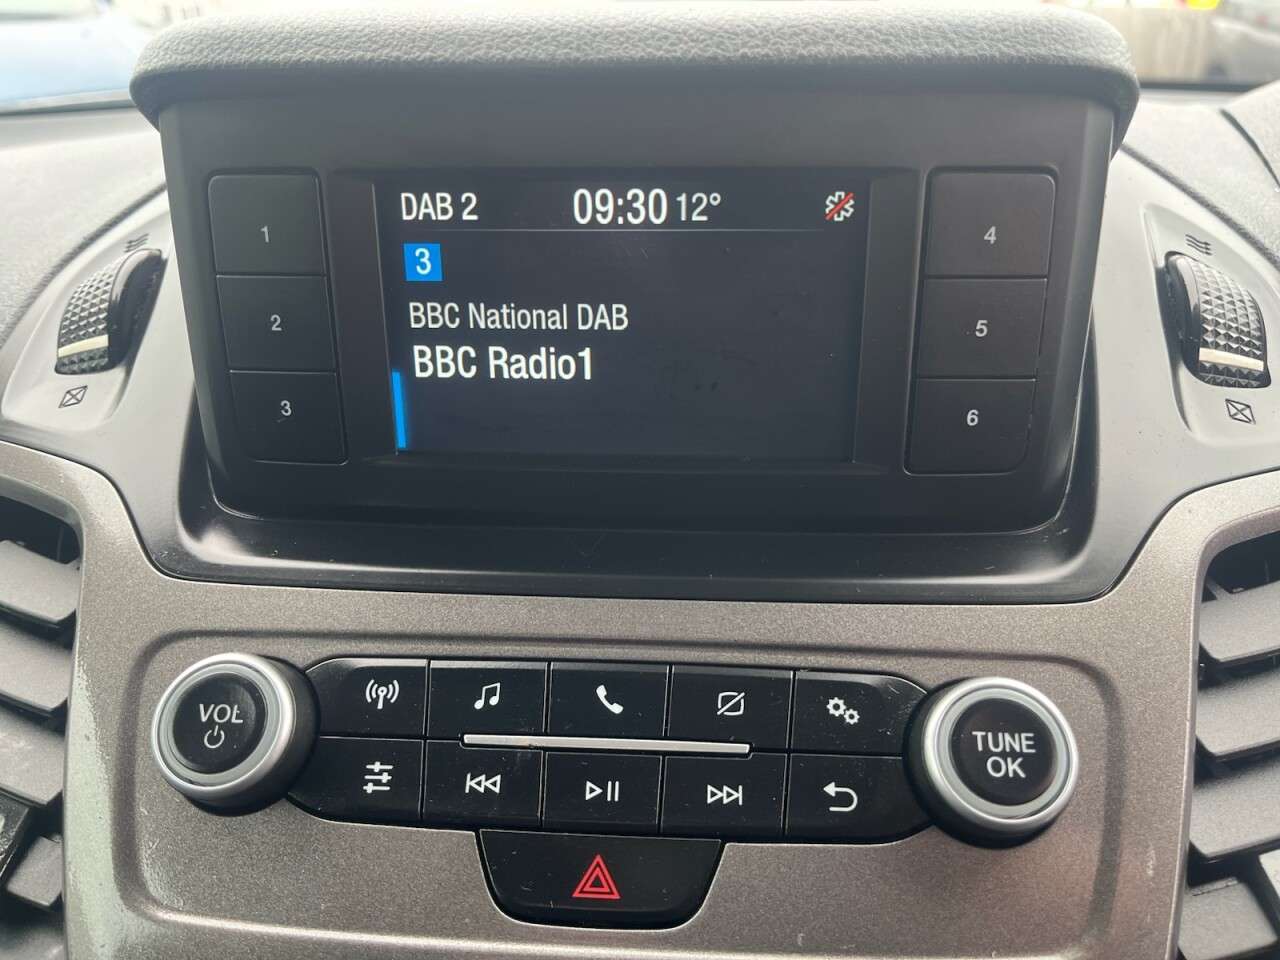 DAB 2 09:30 12°
3
BBC National DAB
BBC Radio1
1
2
3
4
5
6
VOL
TUNE
OK